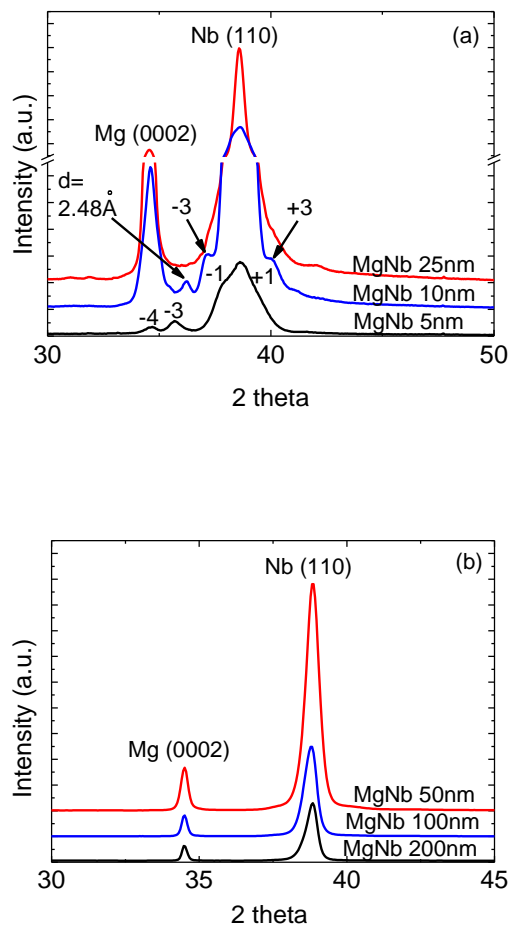 Nb (110)
(a)
Mg (0002)
d=
2.48Å
-3
+3
-1
+1
-4
-3
MgNb 25nm
MgNb 10nm
MgNb 5nm
Intensity (a.u.)
30
40
50
2 theta
(b)
Nb (110)
Mg (0002)
MgNb 50nm
MgNb 100nm
MgNb 200nm
Intensity (a.u.)
30
35
40
45
2 theta